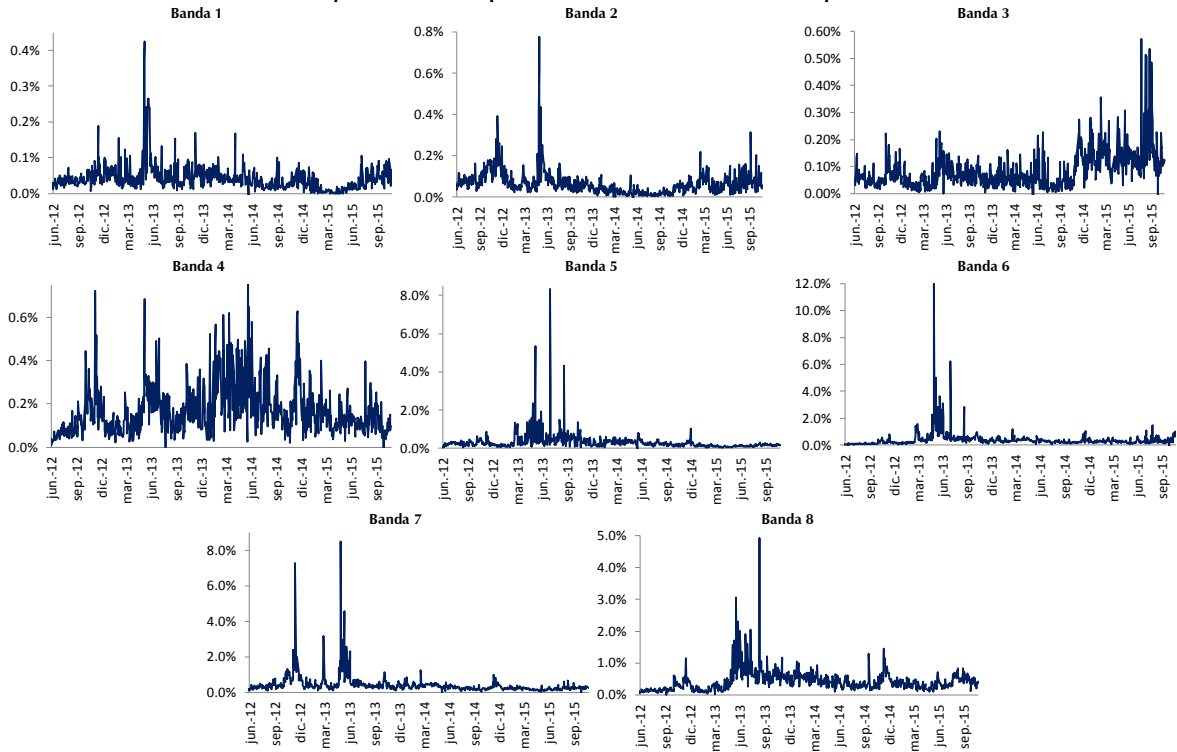 Banda 1
0.4%
0.3%
0.2%
0.1%
0.0%
jun.-12
sep.-12
dic.-12
mar.-13
jun.-13
sep.-13
dic.-13
mar.-14
jun.-14
sep.-14
dic.-14
mar.-15
jun.-15
sep.-15
Banda 2
0.8%
0.6%
0.4%
0.2%
0.0%
jun.-12
sep.-12
dic.-12
mar.-13
jun.-13
sep.-13
dic.-13
mar.-14
jun.-14
sep.-14
dic.-14
mar.-15
jun.-15
sep.-15
Banda 3
0.60%
0.50%
0.40%
0.30%
0.20%
0.10%
0.00%
jun.-12
sep.-12
dic.-12
mar.-13
jun.-13
sep.-13
dic.-13
mar.-14
jun.-14
sep.-14
dic.-14
mar.-15
jun.-15
sep.-15
Banda 4
0.6%
0.4%
0.2%
0.0%
jun.-12
sep.-12
dic.-12
mar.-13
jun.-13
sep.-13
dic.-13
mar.-14
jun.-14
sep.-14
dic.-14
mar.-15
jun.-15
sep.-15
Banda 5
8.0%
6.0%
4.0%
2.0%
0.0%
jun.-12
sep.-12
dic.-12
mar.-13
jun.-13
sep.-13
dic.-13
mar.-14
jun.-14
sep.-14
dic.-14
mar.-15
jun.-15
sep.-15
Banda 6
12.0%
10.0%
8.0%
6.0%
4.0%
2.0%
0.0%
jun.-12
sep.-12
dic.-12
mar.-13
jun.-13
sep.-13
dic.-13
mar.-14
jun.-14
sep.-14
dic.-14
mar.-15
jun.-15
sep.-15
Banda 7
8.0%
6.0%
4.0%
2.0%
0.0%
jun.-12
sep.-12
dic.-12
mar.-13
jun.-13
sep.-13
dic.-13
mar.-14
jun.-14
sep.-14
dic.-14
mar.-15
jun.-15
sep.-15
Banda 8
5.0%
4.0%
3.0%
2.0%
1.0%
0.0%
jun.-12
sep.-12
dic.-12
mar.-13
jun.-13
sep.-13
dic.-13
mar.-14
jun.-14
sep.-14
dic.-14
mar.-15
jun.-15
sep.-15